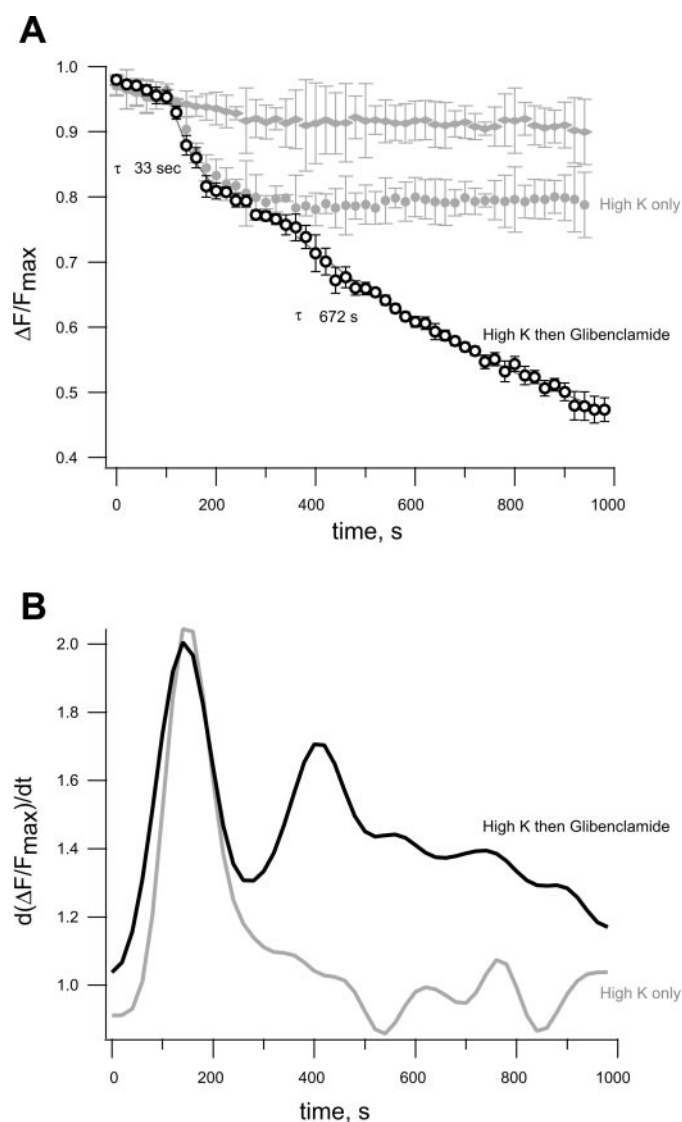 A
1.0
0.9
0.8
0.7
0.6
0.5
0.4
ΔF/Fmax
τ 33 sec
High K only
τ 672 s
High K then Glibenclamide
0 200 400 600 800 1000
time, s
B
2.0
1.8
1.6
1.4
1.2
1.0
d(ΔF/Fmax)/dt
High K then Glibenclamide
High K only
0 200 400 600 800 1000
time, s